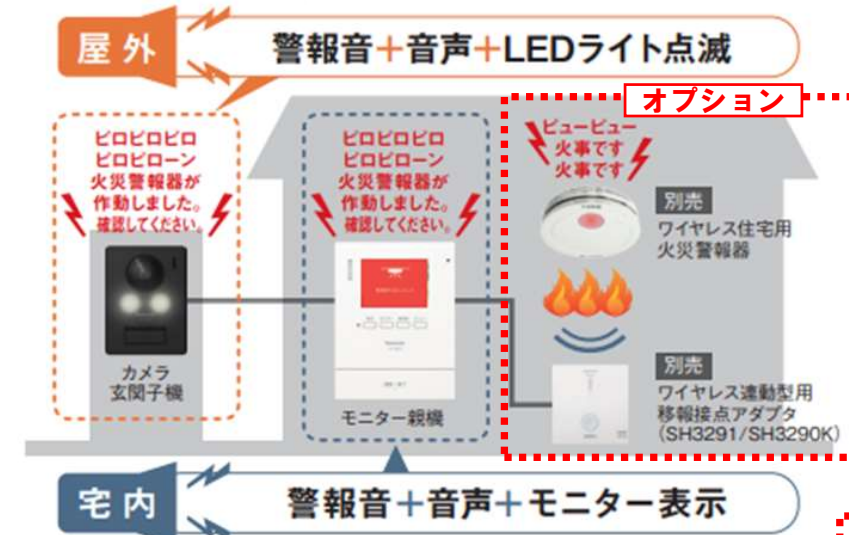 屋外
警報音+音声+LEDライト点滅
オプション
ピロピロピロ
ピロピローン
火災警報器が
作動しました。
確認してください。
ピロピロピロ
ピロピローン
火災警報器が
作動しました。
確認してください。
ビュービュー
火事です
火事です
別売
ワイヤレス住宅用
火災警報器
カメラ
玄関子機
モニター親機
別売
ワイヤレス連動型用
移報接点アダプタ
(SH3291/SH3290K)
宅内
警報音+音声+モニター表示